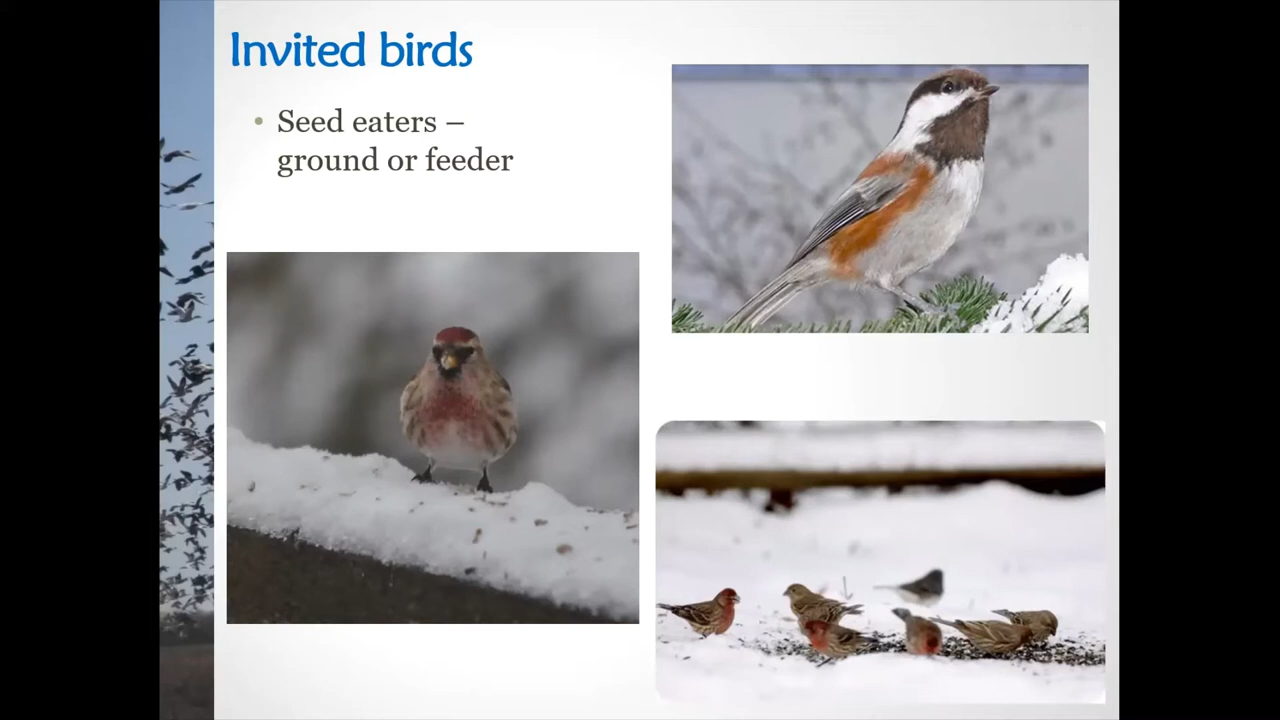 Invited birds
• Seed eaters –
ground or feeder